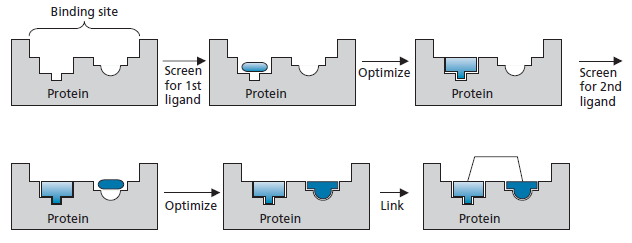 Binding site
Protein
Screen
for 1st
ligand
Protein
Optimize
Protein
Screen
for 2nd
ligand
Protein
Optimize
Protein
Link
Protein